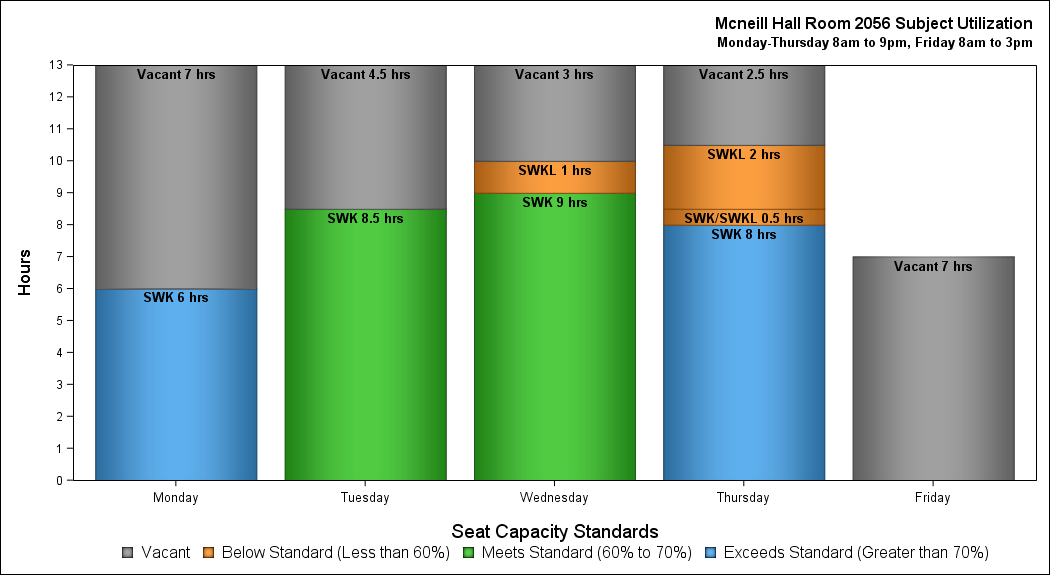 Mcneill Hall Room 2056 Subject Utilization
Monday-Thursday 8am to 9pm, Friday 8am to 3pm
Hours
13
12
11
10
9
8
7
6
5
4
3
2
1
0
Vacant 7 hrs
SWK 6 hrs
Vacant 4.5 hrs
SWK 8.5 hrs
Vacant 3 hrs
SWKL 1 hrs
SWK 9 hrs
Vacant 2.5 hrs
SWKL 2 hrs
SWK/SWKL 0.5 hrs
SWK 8 hrs
Vacant 7 hrs
Monday Tuesday Wednesday Thursday Friday
Seat Capacity Standards
Vacant Below Standard (Less than 60%) Meets Standard (60% to 70%) Exceeds Standard (Greater than 70%)